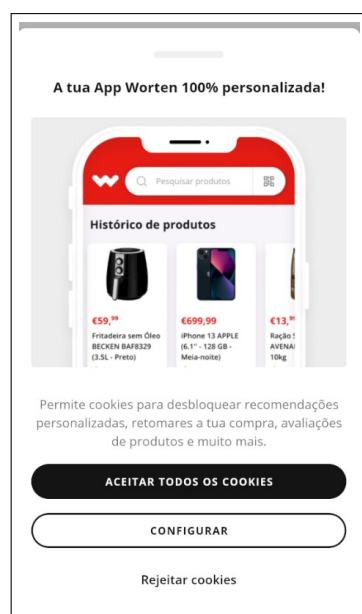 A tua App Worten 100% personalizada!
Pesquisar produtos
Histórico de produtos
€59,99
Fritadeira sem Óleo
BECKEN BAF8329
(3.5L - Preto)
€699,99
iPhone 13 APPLE
(6.1" - 128 GB -
Meia-noite)
€13,
Ração
AVENA
10kg
Permite cookies para desbloquear recomendações
personalizadas, retomares a tua compra, avaliações
de produtos e muito mais.
ACEITAR TODOS OS COOKIES
CONFIGURAR
Rejeitar cookies